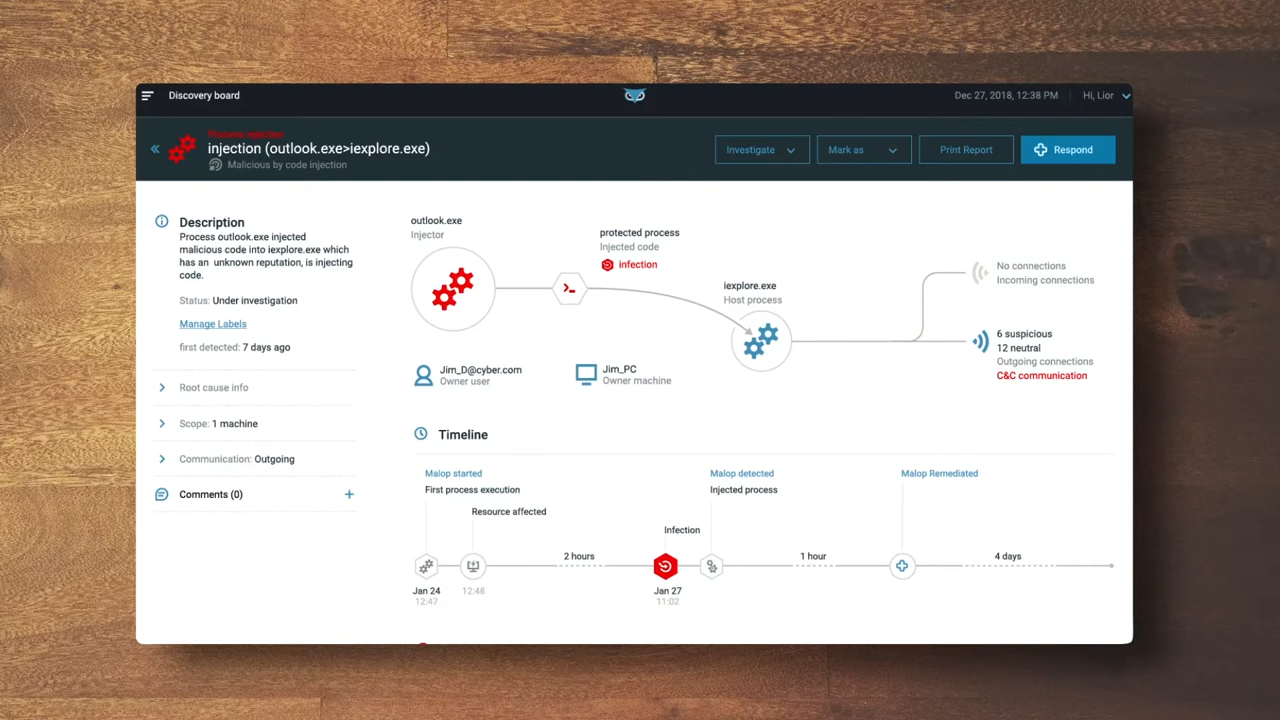 Discovery board
Dec 27, 2018, 12:38 PM
Hi, Lior
injection (outlook.exe>iexplore.exe)
Malicious by code injection
Investigate
Mark as
Print Report
Respond
Description
Process outlook.exe injected
malicious code into iexplore.exe which
has an unknown reputation, is injecting
code.
Status: Under investigation
Manage Labels
first detected: 7 days ago
Root cause info
Scope: 1 machine
Communication: Outgoing
Comments (0)
+
outlook.exe
Injector
protected process
Injected code
infection
iexplore.exe
Host process
No connections
Incoming connections
6 suspicious
12 neutral
Outgoing connections
C&C communication
Jim_D@cyber.com
Owner user
Jim_PC
Owner machine
Timeline
Malop started
First process execution
Resource affected
Malop detected
Injected process
Infection
Malop Remediated
2 hours
1 hour
4 days
Jan 24
12:47
12:48
Jan 27
11:02